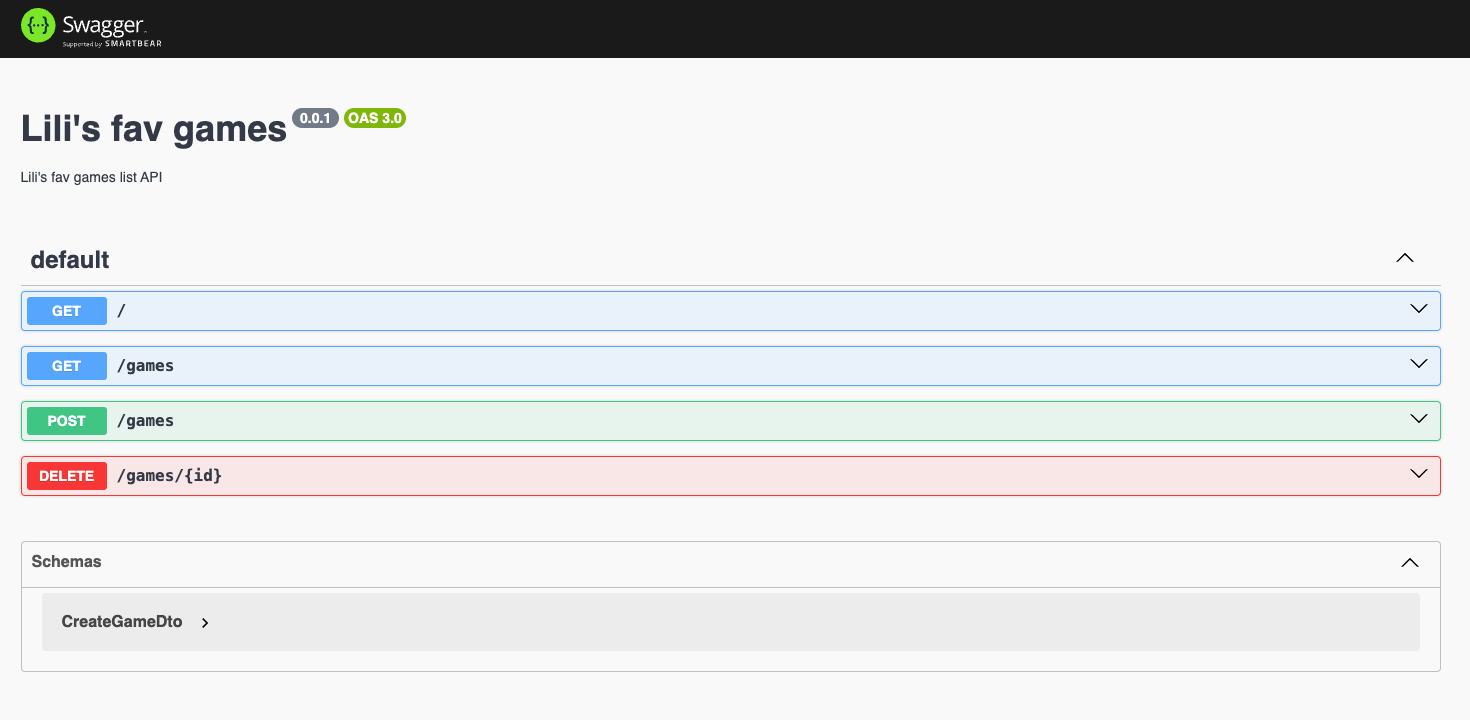 Swagger.
Supported by SMARTBEAR
Lili's fav games 0.0.1 OAS 3.0
Lili's fav games list API
default
GET /
GET /games
POST /games
DELETE /games/{id}
Schemas
CreateGameDto